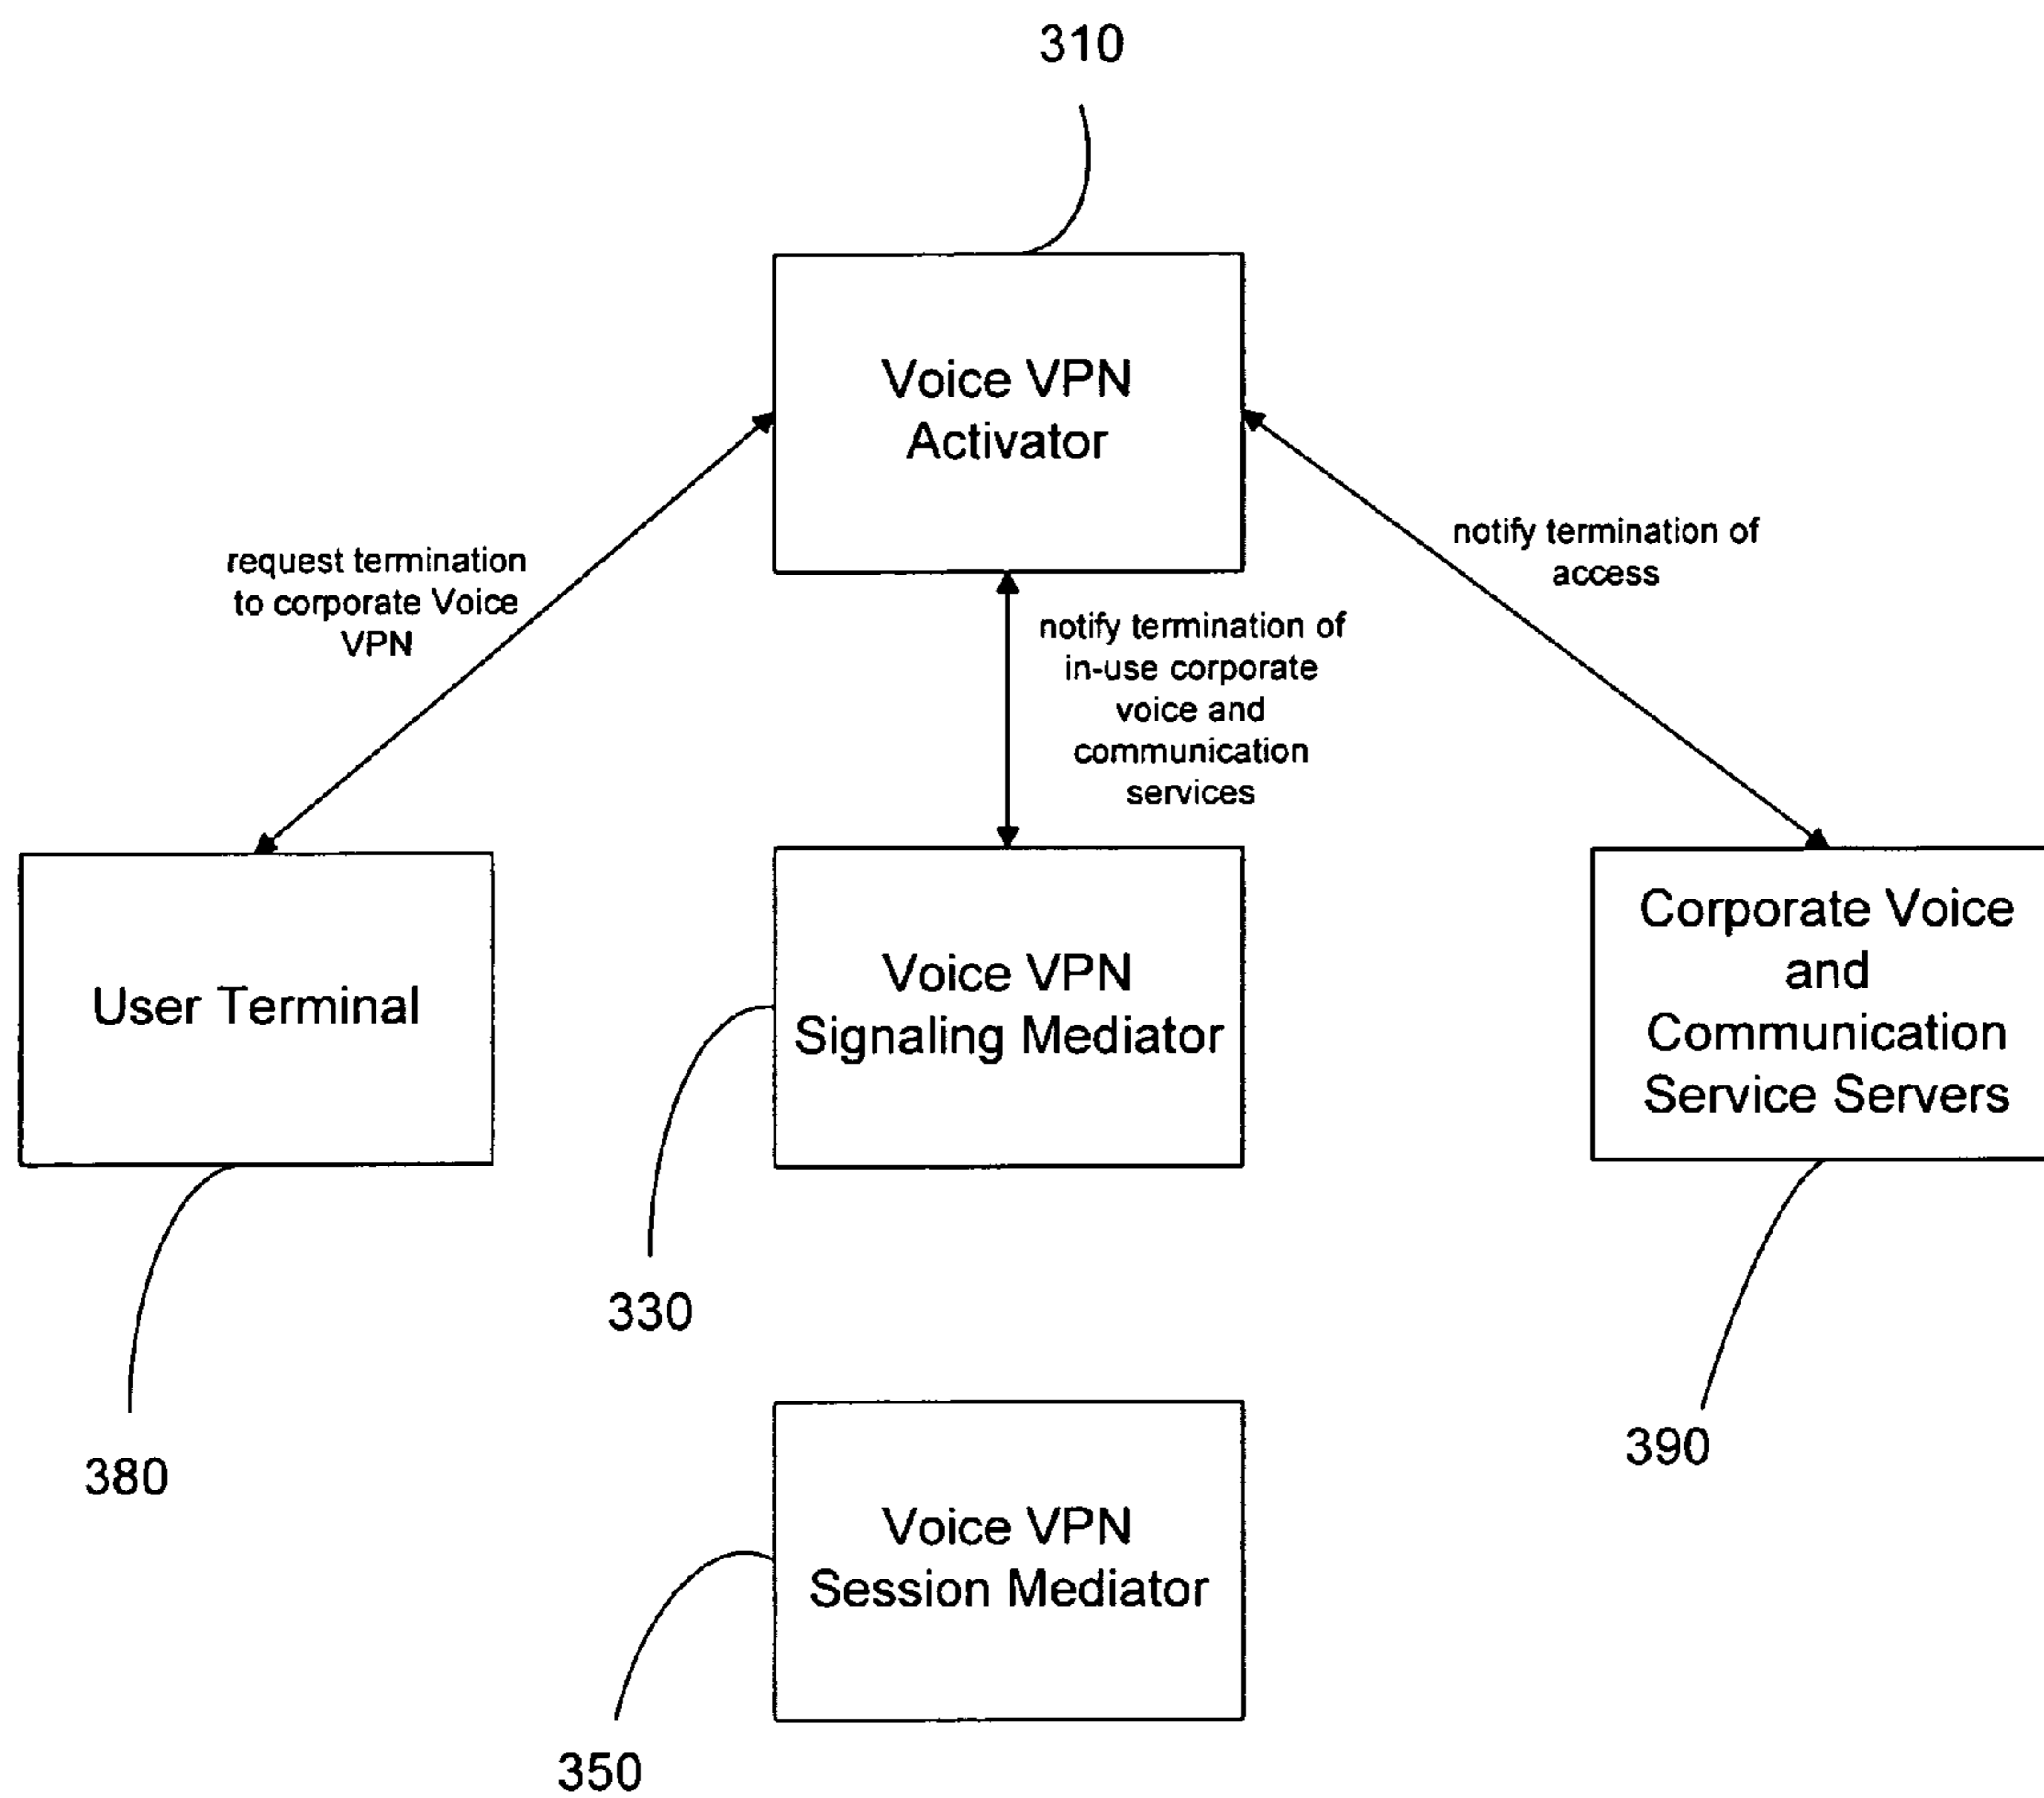 310
Voice VPN
Activator
request termination
to corporate Voice
VPN
notify termination of
in-use corporate
voice and
communication
services
notify termination of
access
User Terminal
Voice VPN
Signaling Mediator
Corporate Voice
and
Communication
Service Servers
330
380
390
Voice VPN
Session Mediator
350